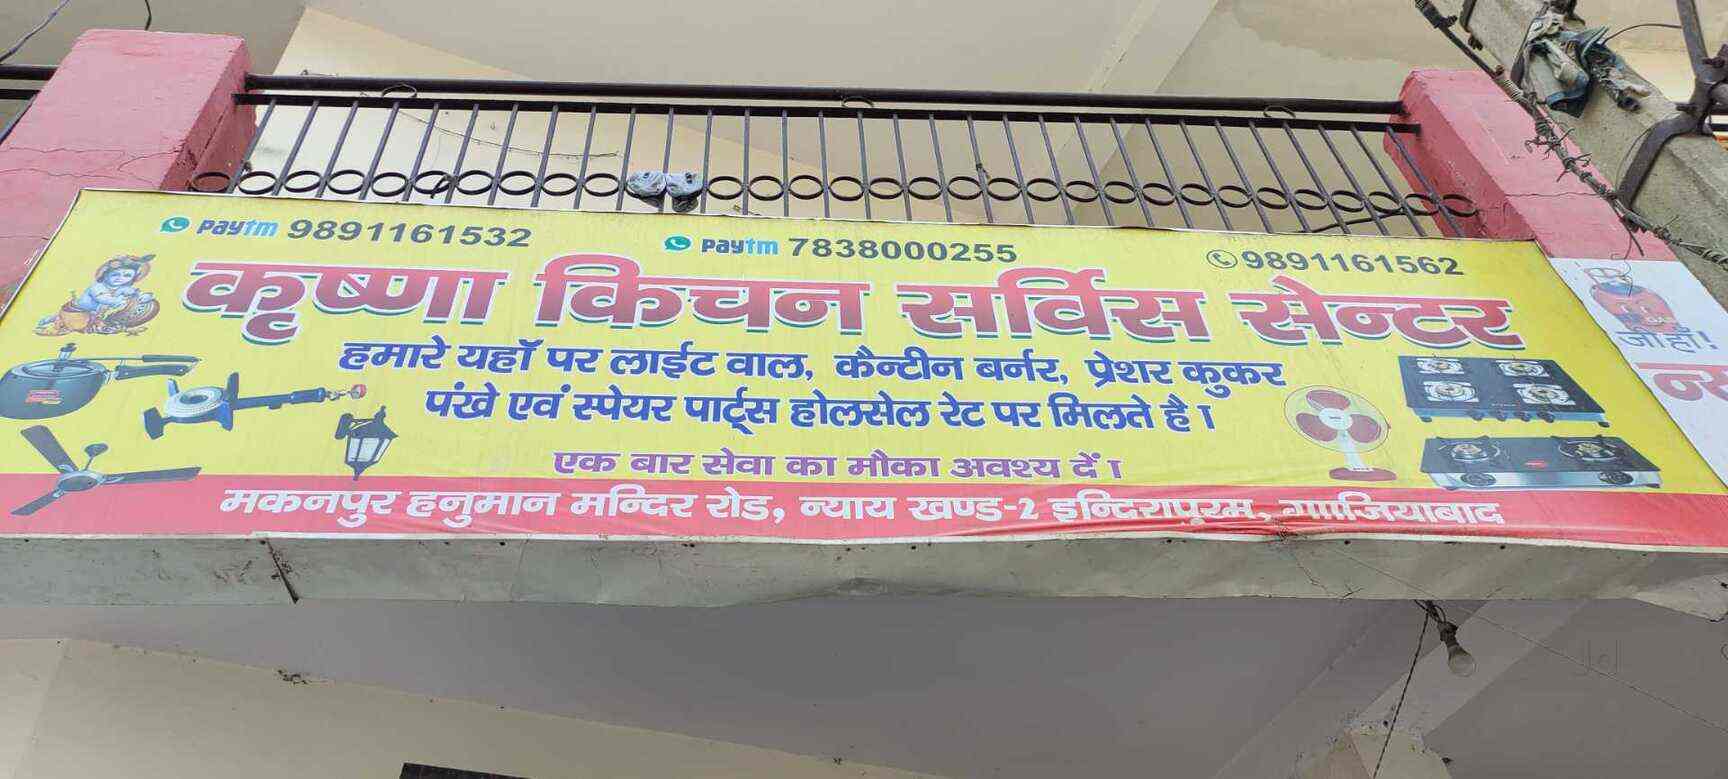 paytm 9891161532 paytm 7838000255 9891161562
कृष्णा किचन सर्विस सेन्टर
हमारे यहॉ पर लाईट वाल, कैन्टीन बर्नर, प्रेशर कुकर
पंखे एवं स्पेयर पार्ट्स होलसेल रेट पर मिलते है।
एक बार सेवा का मौका अवश्य दें।
मकनपुर हनुमान मन्दिर रोड, न्याय खण्ड-2 इन्दिरापुरम, गाजियाबाद
जी हाँ!